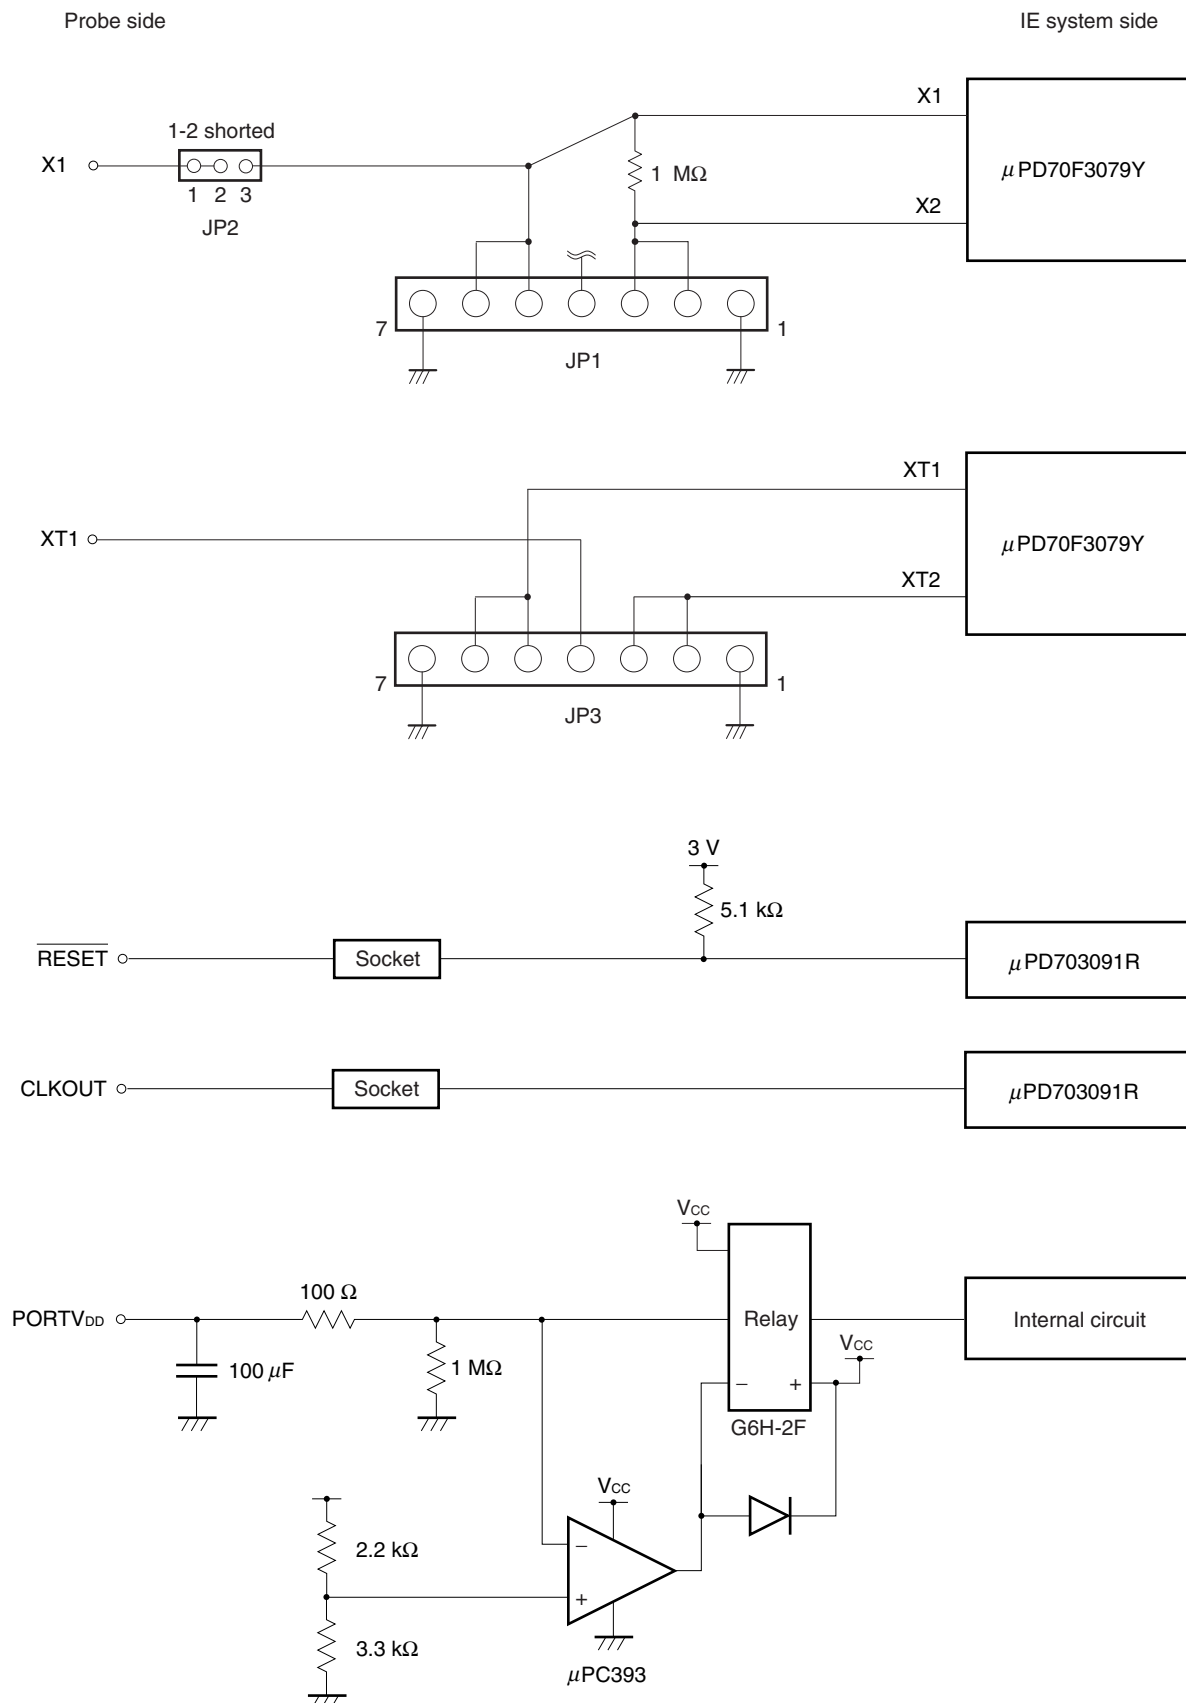 Probe side
IE system side
X1
1-2 shorted
X1
1 2 3
JP2
1 MΩ
X2
μPD70F3079Y
7
1
JP1
XT1
XT1
XT2
μPD70F3079Y
7
1
JP3
3 V
5.1 kΩ
RESET
Socket
μPD703091R
CLKOUT
Socket
μPD703091R
VCC
PORTVDD
100 Ω
Relay
Internal circuit
100 μF
1 MΩ
VCC
− +
G6H-2F
VCC
2.2 kΩ
−
+
3.3 kΩ
μPC393